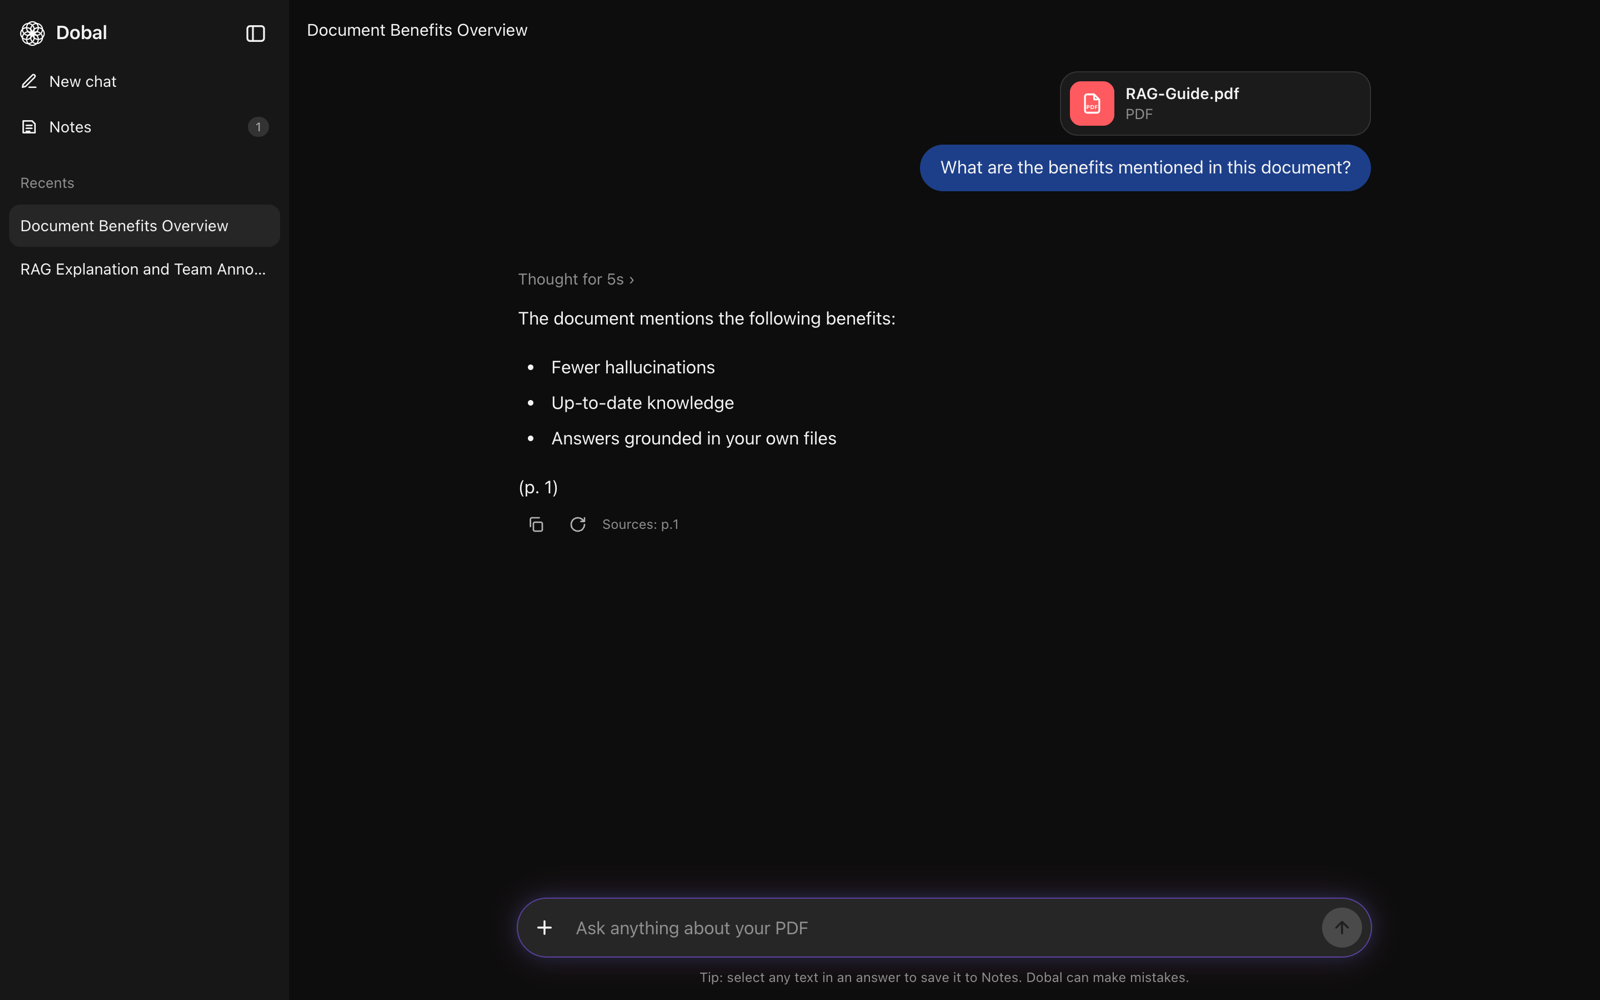 Dobal
New chat
Notes
1
Recents
Document Benefits Overview
RAG Explanation and Team Anno...
Document Benefits Overview
RAG-Guide.pdf
PDF
PDF
What are the benefits mentioned in this document?
Thought for 5s ›
The document mentions the following benefits:
• Fewer hallucinations
• Up-to-date knowledge
• Answers grounded in your own files
(p. 1)
Sources: p.1
Ask anything about your PDF
Tip: select any text in an answer to save it to Notes. Dobal can make mistakes.